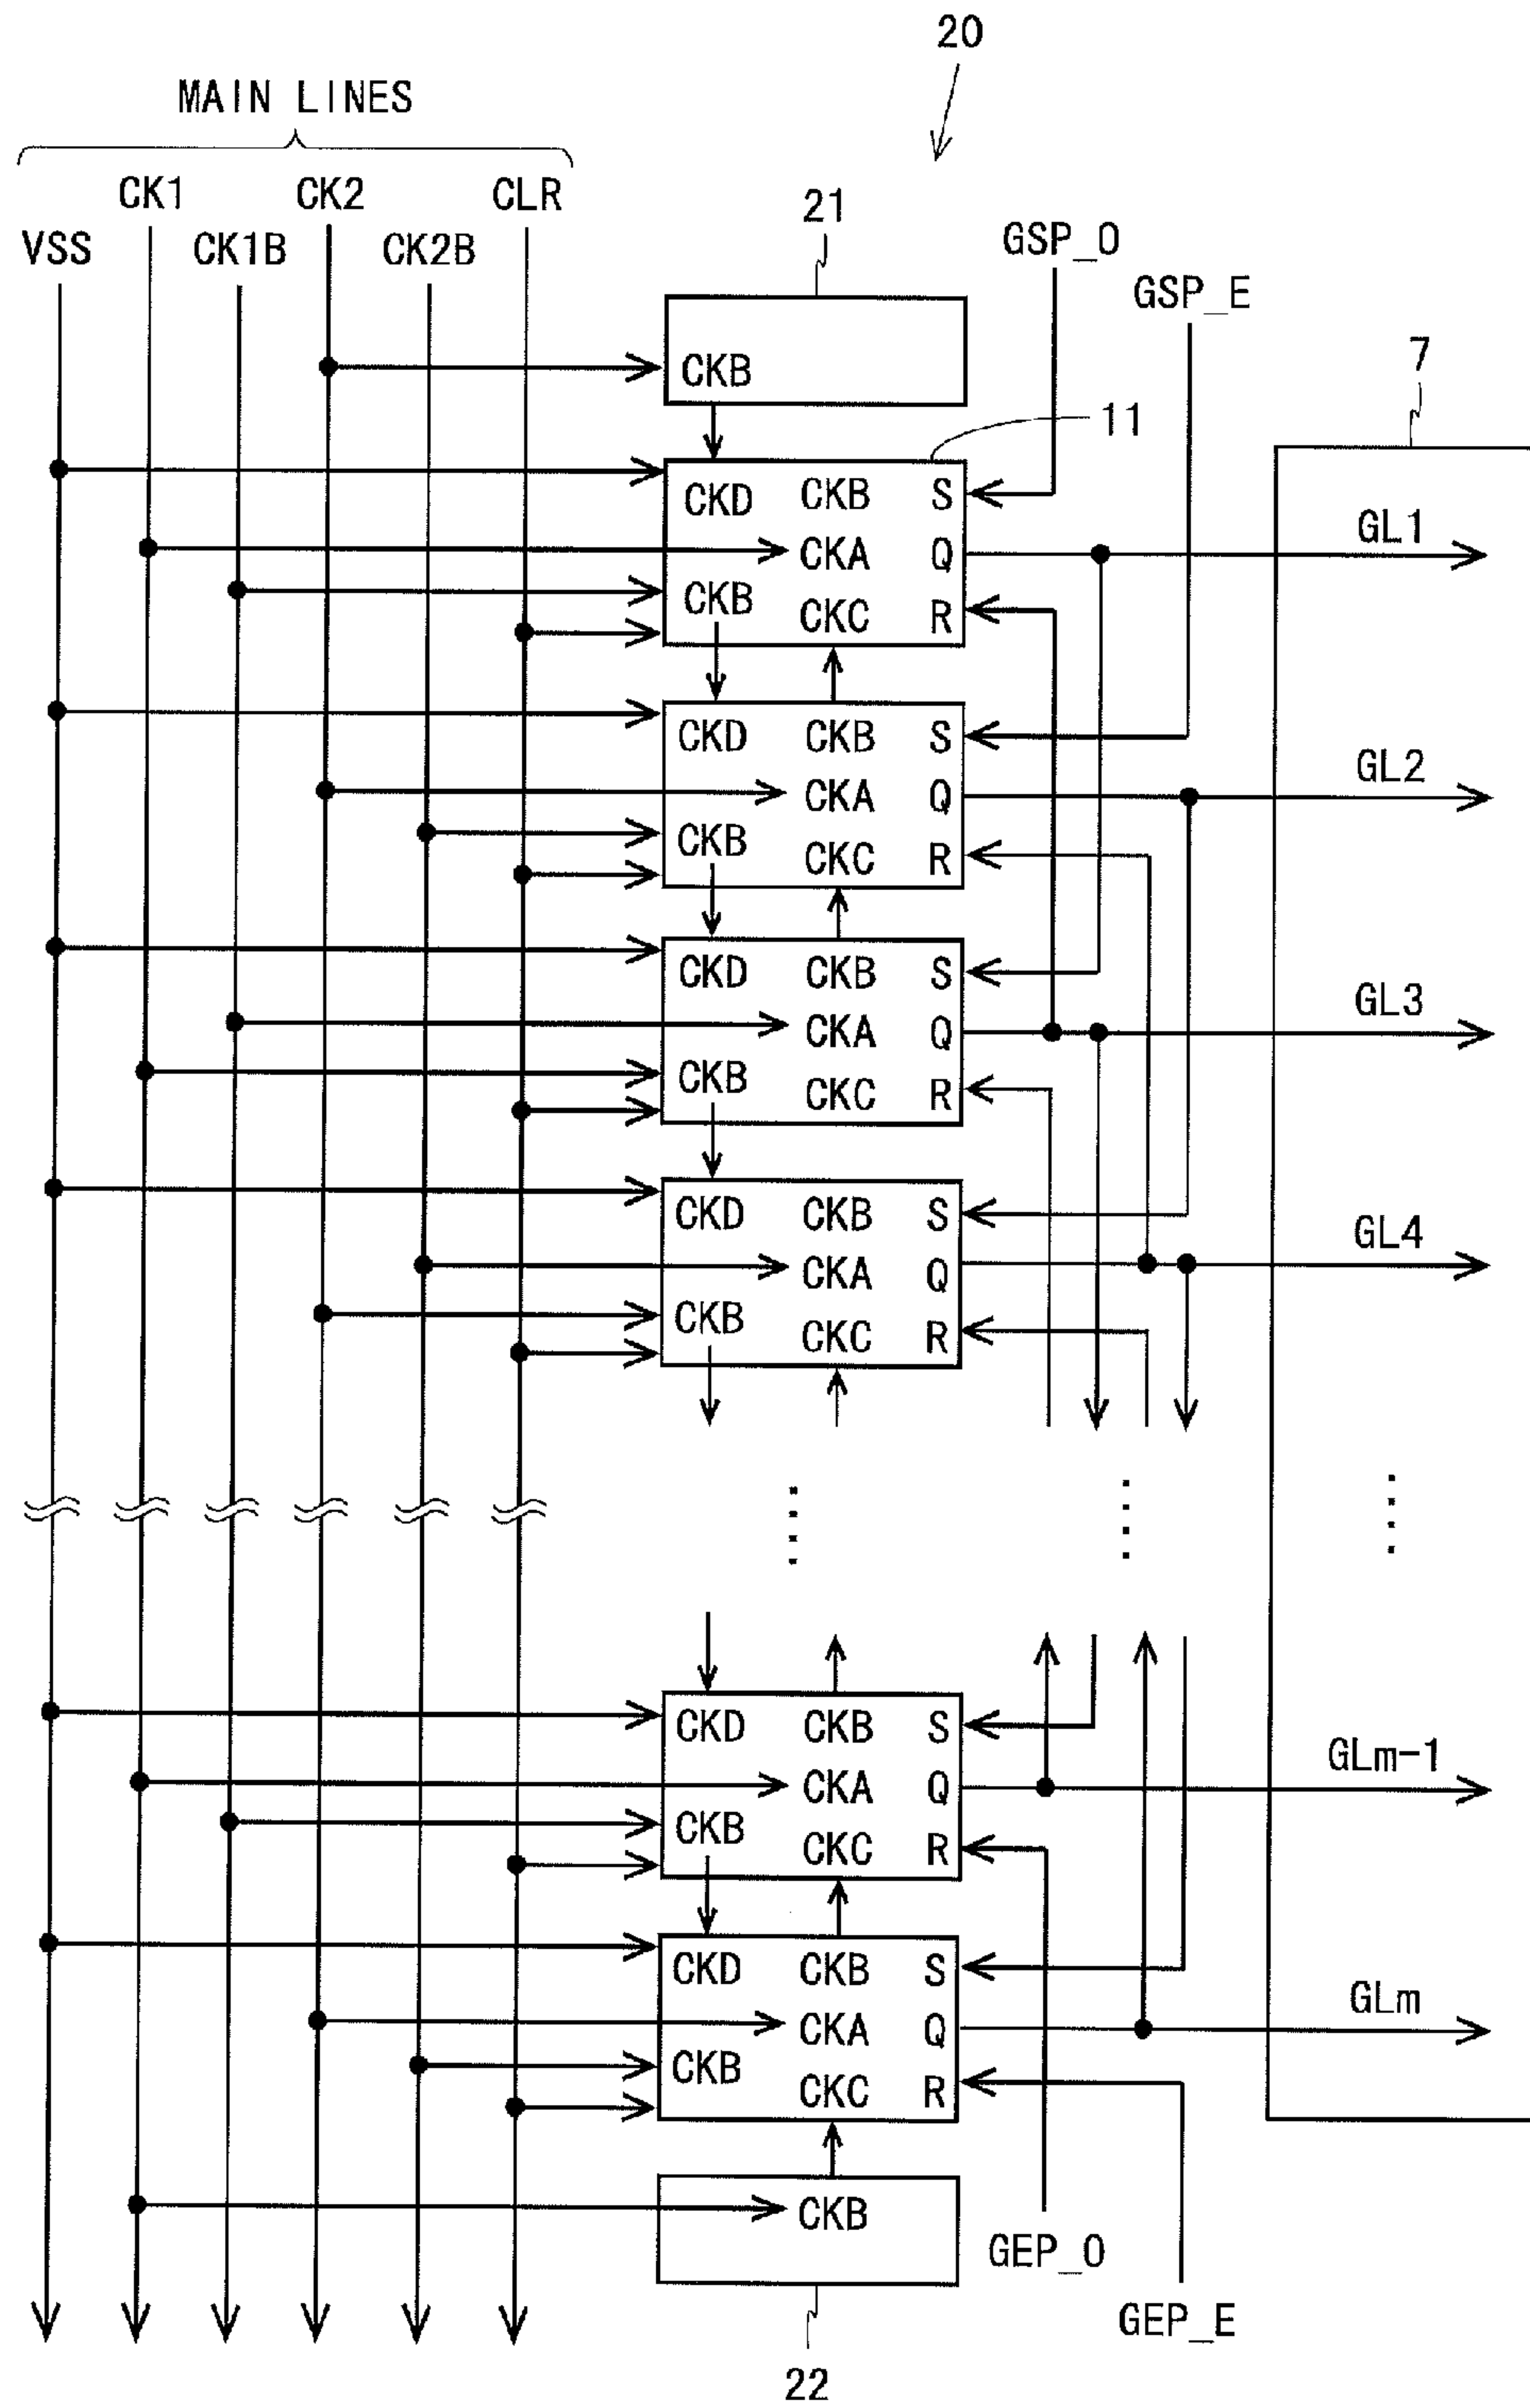 20
MAIN LINES
CK1 CK2 CLR
VSS CK1B CK2B
21
GSP_O
GSP_E
7
CKB
11
CKD CKB S
GL1
CKA Q
CKB CKC R
CKD CKB S
GL2
CKA Q
CKB CKC R
CKD CKB S
GL3
CKA Q
CKB CKC R
CKD CKB S
GL4
CKA Q
CKB CKC R
CKD CKB S
GLm-1
CKA Q
CKB CKC R
CKD CKB S
GLm
CKA Q
CKB CKC R
CKB
GEP_O
GEP_E
22